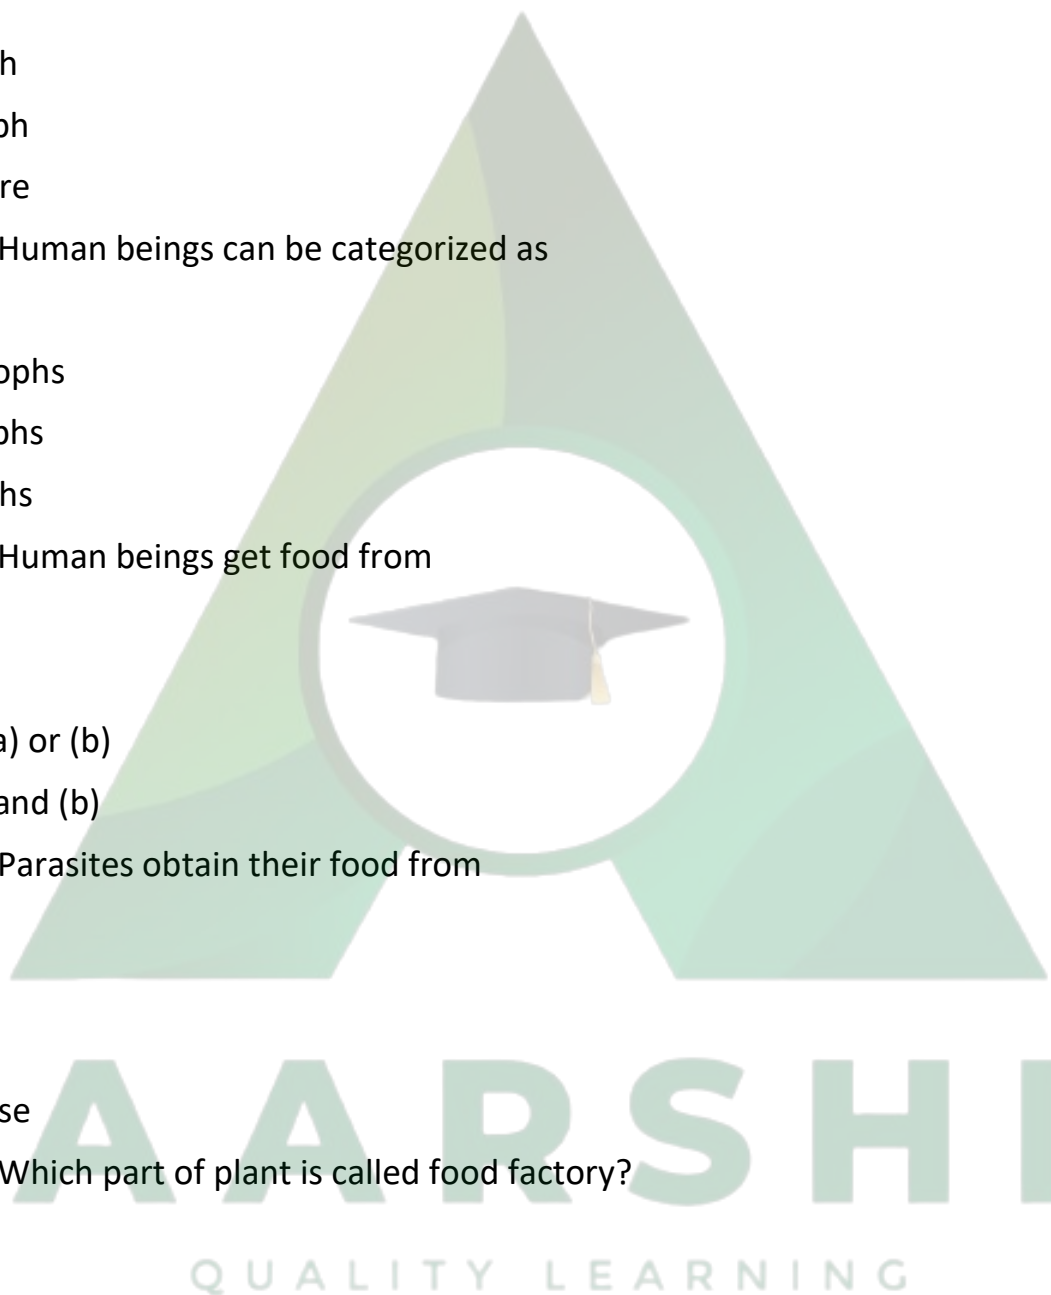 h
ph
re
Human beings can be categorized as
ophs
phs
hs
Human beings get food from
a) or (b)
and (b)
Parasites obtain their food from
se
Which part of plant is called food factory?
AARSHI
QUALITY LEARNING